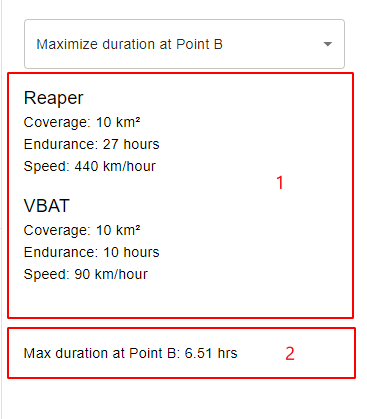 Maximize duration at Point B
Reaper
Coverage: 10 km²
Endurance: 27 hours
Speed: 440 km/hour
1
VBAT
Coverage: 10 km²
Endurance: 10 hours
Speed: 90 km/hour
Max duration at Point B: 6.51 hrs
2